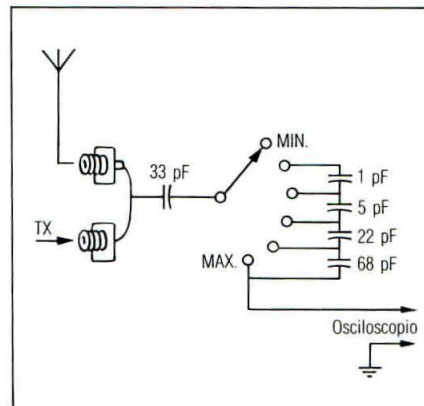 33 pF
MIN.
1 pF
5 pF
TX
22 pF
MAX.
68 pF
Osciloscopio